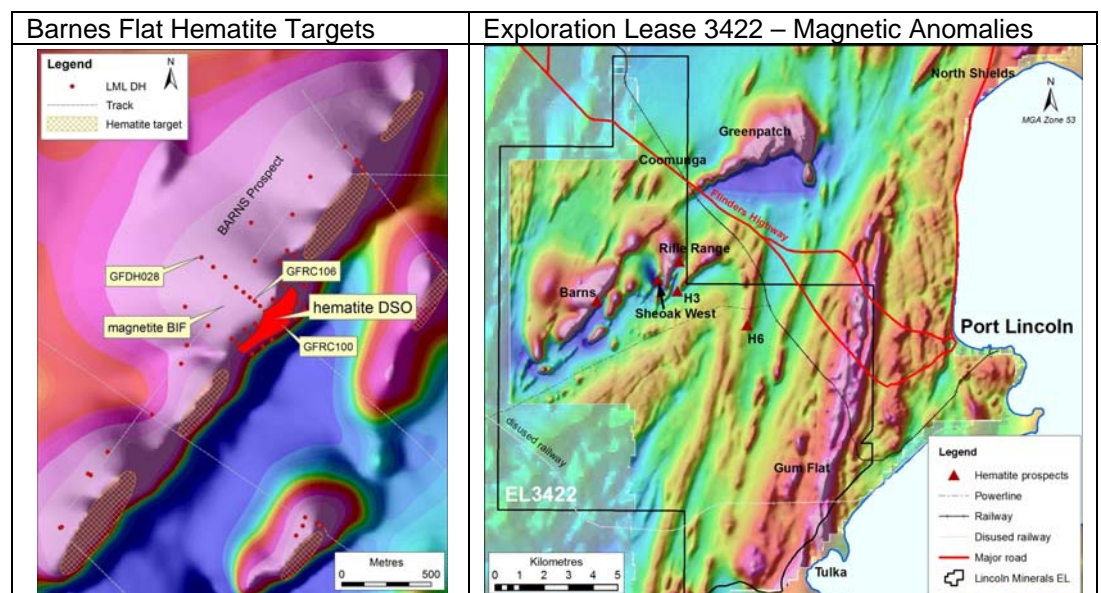 Barnes Flat Hematite Targets
Legend
LML DH
Track
Hematite target
N
BARNS Prospect
GFDH028
GFRC106
hematite DSO
magnetite BIF
GFRC100
Metres
0 500
Exploration Lease 3422 – Magnetic Anomalies
North Shields
N
MGA Zone 53
Greenpatch
Coomunga
Flinders Highway
Rifle Range
Barns
H3
Sheoak West
H6
Port Lincoln
disused railway
Gum Flat
EL3422
Tulka
Kilometres
0 1 2 3 4 5
Legend
Hematite prospects
Powerline
Railway
Disused railway
Major road
Lincoln Minerals EL